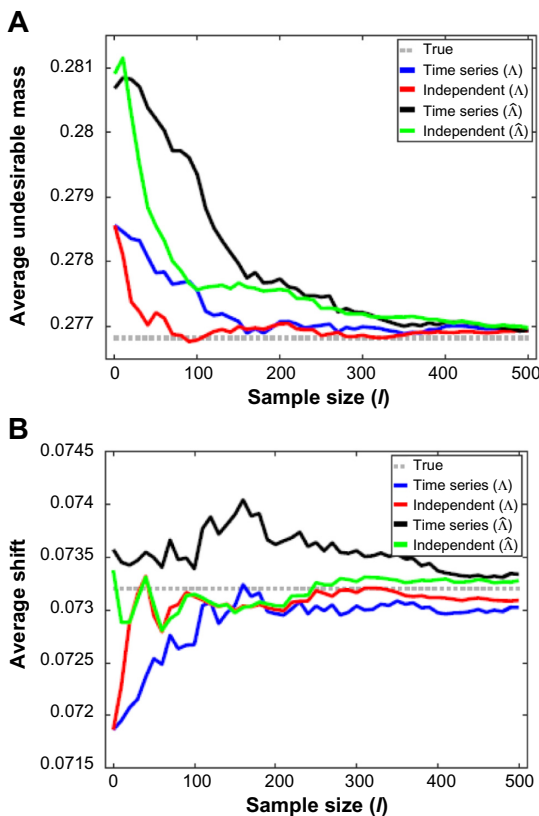 A
Average undesirable mass
0.281
0.28
0.279
0.278
0.277
True
Time series (Λ)
Independent (Λ)
Time series (Λ̂)
Independent (Λ̂)
0 100 200 300 400 500
Sample size (l)
B
Average shift
0.0745
0.074
0.0735
0.073
0.0725
0.072
0.0715
True
Time series (Λ)
Independent (Λ)
Time series (Λ̂)
Independent (Λ̂)
0 100 200 300 400 500
Sample size (l)